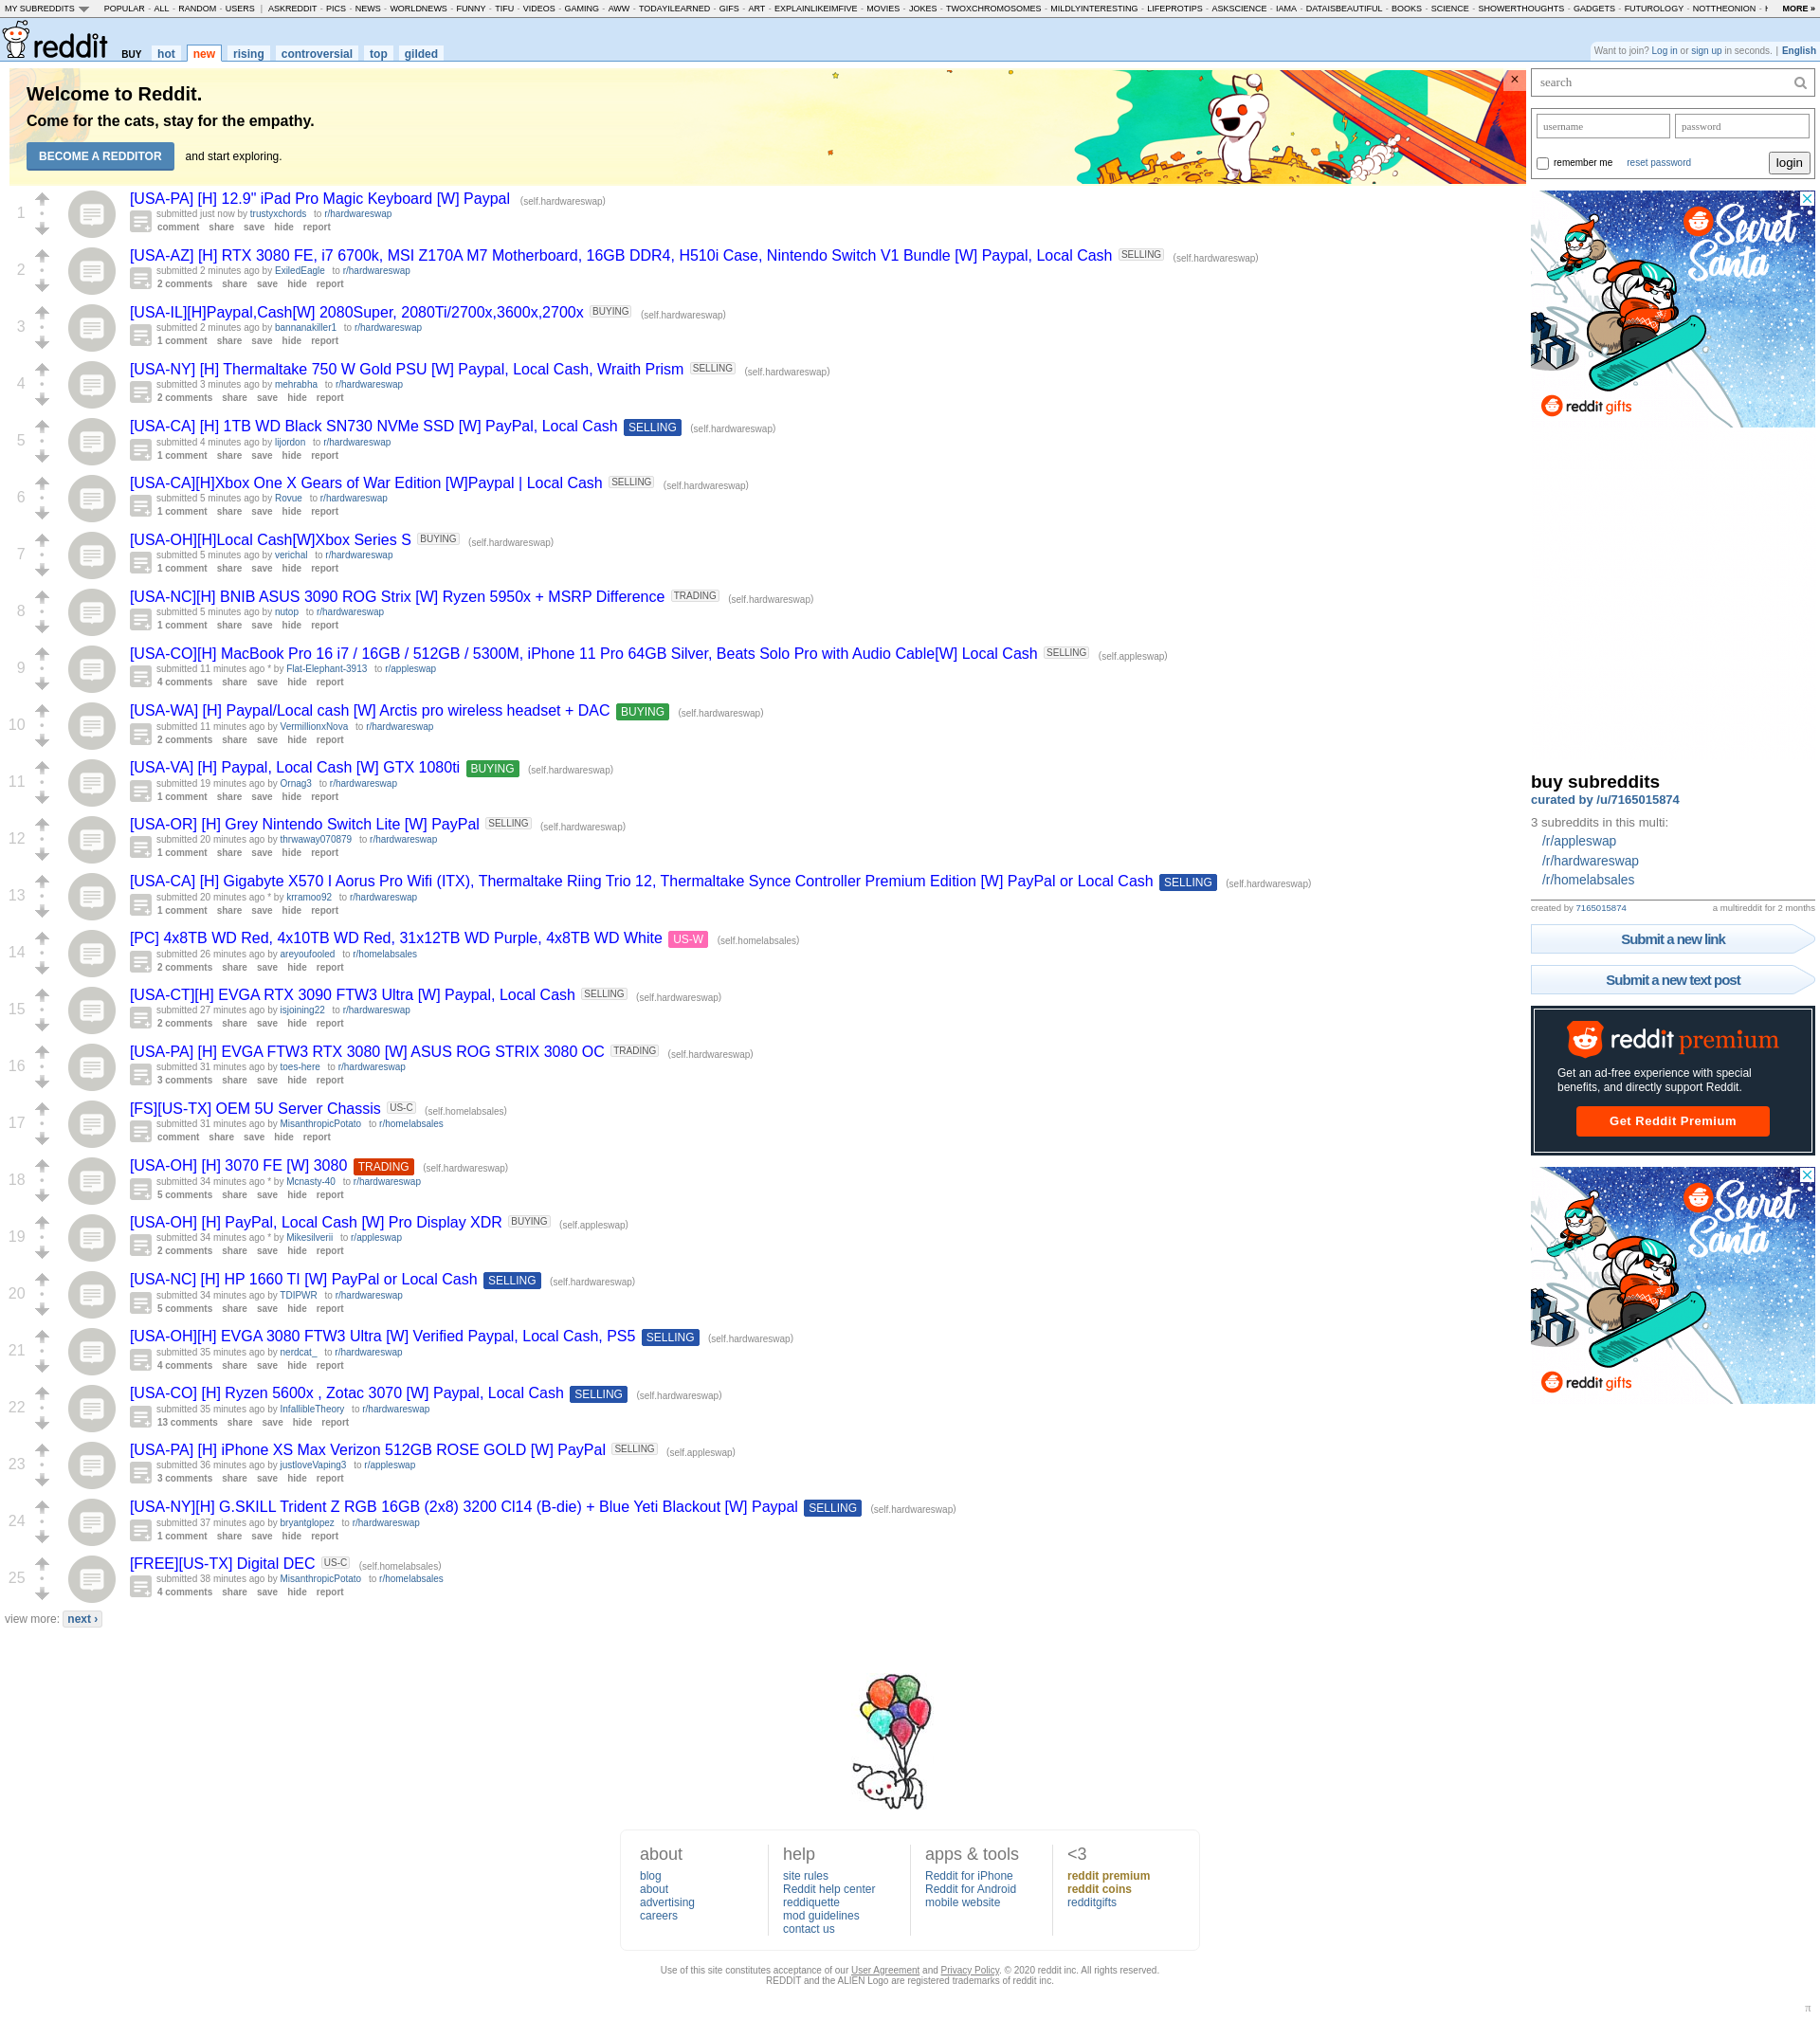 MY SUBREDDITS POPULAR - ALL - RANDOM - USERS | ASKREDDIT - PICS - NEWS - WORLDNEWS - FUNNY - TIFU - VIDEOS - GAMING - AWW - TODAYILEARNED - GIFS - ART - EXPLAINLIKEIMFIVE - MOVIES - JOKES - TWOXCHROMOSOMES - MILDLYINTERESTING - LIFEPROTIPS - ASKSCIENCE - IAMA - DATAISBEAUTIFUL - BOOKS - SCIENCE - SHOWERTHOUGHTS - GADGETS - FUTUROLOGY - NOTTHEONION - MORE »
reddit BUY hot new rising controversial top gilded
Want to join? Log in or sign up in seconds. | English
Welcome to Reddit.
Come for the cats, stay for the empathy.
BECOME A REDDITOR and start exploring.
×
1
[USA-PA] [H] 12.9" iPad Pro Magic Keyboard [W] Paypal (self.hardwareswap)
submitted just now by trustyxchords to r/hardwareswap
comment share save hide report
2
[USA-AZ] [H] RTX 3080 FE, i7 6700k, MSI Z170A M7 Motherboard, 16GB DDR4, H510i Case, Nintendo Switch V1 Bundle [W] Paypal, Local Cash SELLING (self.hardwareswap)
submitted 2 minutes ago by ExiledEagle to r/hardwareswap
2 comments share save hide report
3
[USA-IL][H]Paypal,Cash[W] 2080Super, 2080Ti/2700x,3600x,2700x BUYING (self.hardwareswap)
submitted 2 minutes ago by bannanakiller1 to r/hardwareswap
1 comment share save hide report
4
[USA-NY] [H] Thermaltake 750 W Gold PSU [W] Paypal, Local Cash, Wraith Prism SELLING (self.hardwareswap)
submitted 3 minutes ago by mehrabha to r/hardwareswap
2 comments share save hide report
5
[USA-CA] [H] 1TB WD Black SN730 NVMe SSD [W] PayPal, Local Cash SELLING (self.hardwareswap)
submitted 4 minutes ago by lijordon to r/hardwareswap
1 comment share save hide report
6
[USA-CA][H]Xbox One X Gears of War Edition [W]Paypal | Local Cash SELLING (self.hardwareswap)
submitted 5 minutes ago by Rovue to r/hardwareswap
1 comment share save hide report
7
[USA-OH][H]Local Cash[W]Xbox Series S BUYING (self.hardwareswap)
submitted 5 minutes ago by verichal to r/hardwareswap
1 comment share save hide report
8
[USA-NC][H] BNIB ASUS 3090 ROG Strix [W] Ryzen 5950x + MSRP Difference TRADING (self.hardwareswap)
submitted 5 minutes ago by nutop to r/hardwareswap
1 comment share save hide report
9
[USA-CO][H] MacBook Pro 16 i7 / 16GB / 512GB / 5300M, iPhone 11 Pro 64GB Silver, Beats Solo Pro with Audio Cable[W] Local Cash SELLING (self.appleswap)
submitted 11 minutes ago * by Flat-Elephant-3913 to r/appleswap
4 comments share save hide report
10
[USA-WA] [H] Paypal/Local cash [W] Arctis pro wireless headset + DAC BUYING (self.hardwareswap)
submitted 11 minutes ago by VermillionxNova to r/hardwareswap
2 comments share save hide report
11
[USA-VA] [H] Paypal, Local Cash [W] GTX 1080ti BUYING (self.hardwareswap)
submitted 19 minutes ago by Ornag3 to r/hardwareswap
1 comment share save hide report
12
[USA-OR] [H] Grey Nintendo Switch Lite [W] PayPal SELLING (self.hardwareswap)
submitted 20 minutes ago by thrwaway070879 to r/hardwareswap
1 comment share save hide report
13
[USA-CA] [H] Gigabyte X570 I Aorus Pro Wifi (ITX), Thermaltake Riing Trio 12, Thermaltake Synce Controller Premium Edition [W] PayPal or Local Cash SELLING (self.hardwareswap)
submitted 20 minutes ago * by krramoo92 to r/hardwareswap
1 comment share save hide report
14
[PC] 4x8TB WD Red, 4x10TB WD Red, 31x12TB WD Purple, 4x8TB WD White US-W (self.homelabsales)
submitted 26 minutes ago by areyoufooled to r/homelabsales
2 comments share save hide report
15
[USA-CT][H] EVGA RTX 3090 FTW3 Ultra [W] Paypal, Local Cash SELLING (self.hardwareswap)
submitted 27 minutes ago by isjoining22 to r/hardwareswap
2 comments share save hide report
16
[USA-PA] [H] EVGA FTW3 RTX 3080 [W] ASUS ROG STRIX 3080 OC TRADING (self.hardwareswap)
submitted 31 minutes ago by toes-here to r/hardwareswap
3 comments share save hide report
17
[FS][US-TX] OEM 5U Server Chassis US-C (self.homelabsales)
submitted 31 minutes ago by MisanthropicPotato to r/homelabsales
comment share save hide report
18
[USA-OH] [H] 3070 FE [W] 3080 TRADING (self.hardwareswap)
submitted 34 minutes ago * by Mcnasty-40 to r/hardwareswap
5 comments share save hide report
19
[USA-OH] [H] PayPal, Local Cash [W] Pro Display XDR BUYING (self.appleswap)
submitted 34 minutes ago * by Mikesilverii to r/appleswap
2 comments share save hide report
20
[USA-NC] [H] HP 1660 TI [W] PayPal or Local Cash SELLING (self.hardwareswap)
submitted 34 minutes ago by TDIPWR to r/hardwareswap
5 comments share save hide report
21
[USA-OH][H] EVGA 3080 FTW3 Ultra [W] Verified Paypal, Local Cash, PS5 SELLING (self.hardwareswap)
submitted 35 minutes ago by nerdcat_ to r/hardwareswap
4 comments share save hide report
22
[USA-CO] [H] Ryzen 5600x , Zotac 3070 [W] Paypal, Local Cash SELLING (self.hardwareswap)
submitted 35 minutes ago by InfallibleTheory to r/hardwareswap
13 comments share save hide report
23
[USA-PA] [H] iPhone XS Max Verizon 512GB ROSE GOLD [W] PayPal SELLING (self.appleswap)
submitted 36 minutes ago by justloveVaping3 to r/appleswap
3 comments share save hide report
24
[USA-NY][H] G.SKILL Trident Z RGB 16GB (2x8) 3200 Cl14 (B-die) + Blue Yeti Blackout [W] Paypal SELLING (self.hardwareswap)
submitted 37 minutes ago by bryantglopez to r/hardwareswap
1 comment share save hide report
25
[FREE][US-TX] Digital DEC US-C (self.homelabsales)
submitted 38 minutes ago by MisanthropicPotato to r/homelabsales
4 comments share save hide report
view more: next ›
search
username password
remember me reset password login
Secret
Santa
reddit gifts
buy subreddits
curated by /u/7165015874
3 subreddits in this multi:
/r/appleswap
/r/hardwareswap
/r/homelabsales
created by 7165015874 a multireddit for 2 months
Submit a new link
Submit a new text post
reddit premium
Get an ad-free experience with special
benefits, and directly support Reddit.
Get Reddit Premium
Secret
Santa
reddit gifts
about
blog
about
advertising
careers
help
site rules
Reddit help center
reddiquette
mod guidelines
contact us
apps & tools
Reddit for iPhone
Reddit for Android
mobile website
<3
reddit premium
reddit coins
redditgifts
Use of this site constitutes acceptance of our User Agreement and Privacy Policy. © 2020 reddit inc. All rights reserved.
REDDIT and the ALIEN Logo are registered trademarks of reddit inc.
π